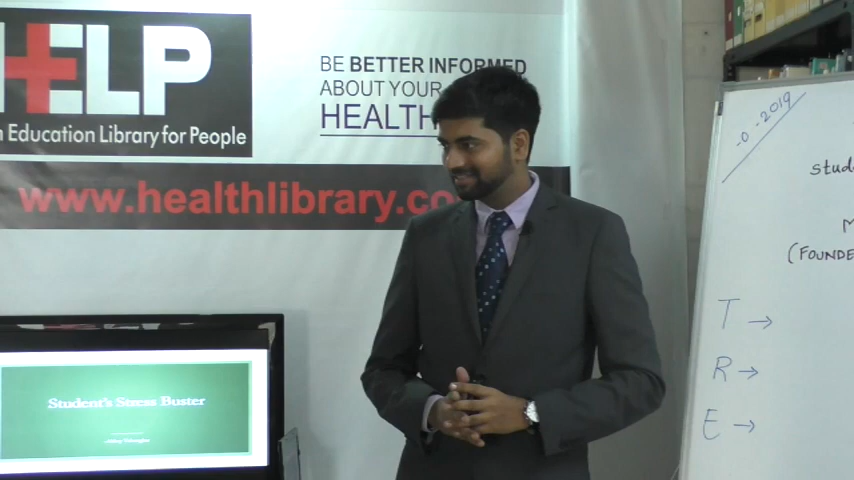 HELP
h Education Library for People
BE BETTER INFORMED
ABOUT YOUR
HEALTH
www.healthlibrary.co
Student's Stress Buster
-0 -2019
stud
M
(FOUNDE
T →
R →
E →